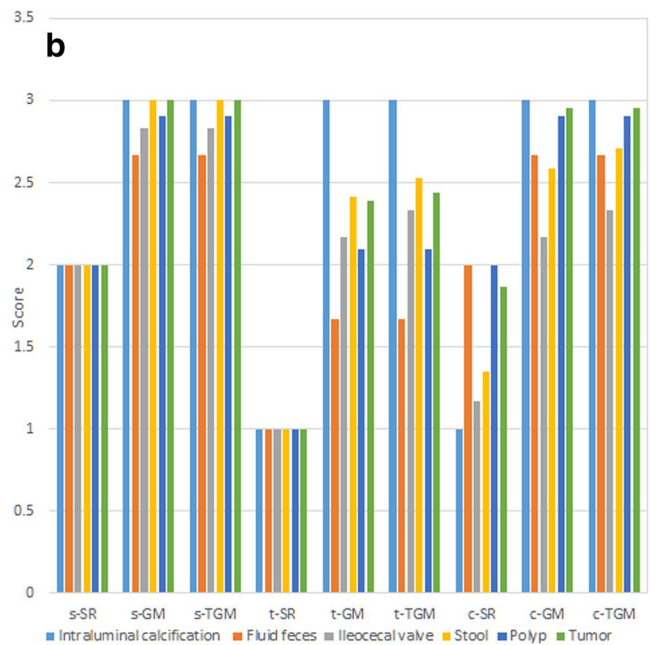 b
3.5
3
2.5
2
1.5
1
0.5
0
Score
s-SR s-GM s-TGM t-SR t-GM t-TGM c-SR c-GM c-TGM
Intraluminal calcification Fluid feces Ileocecal valve Stool Polyp Tumor